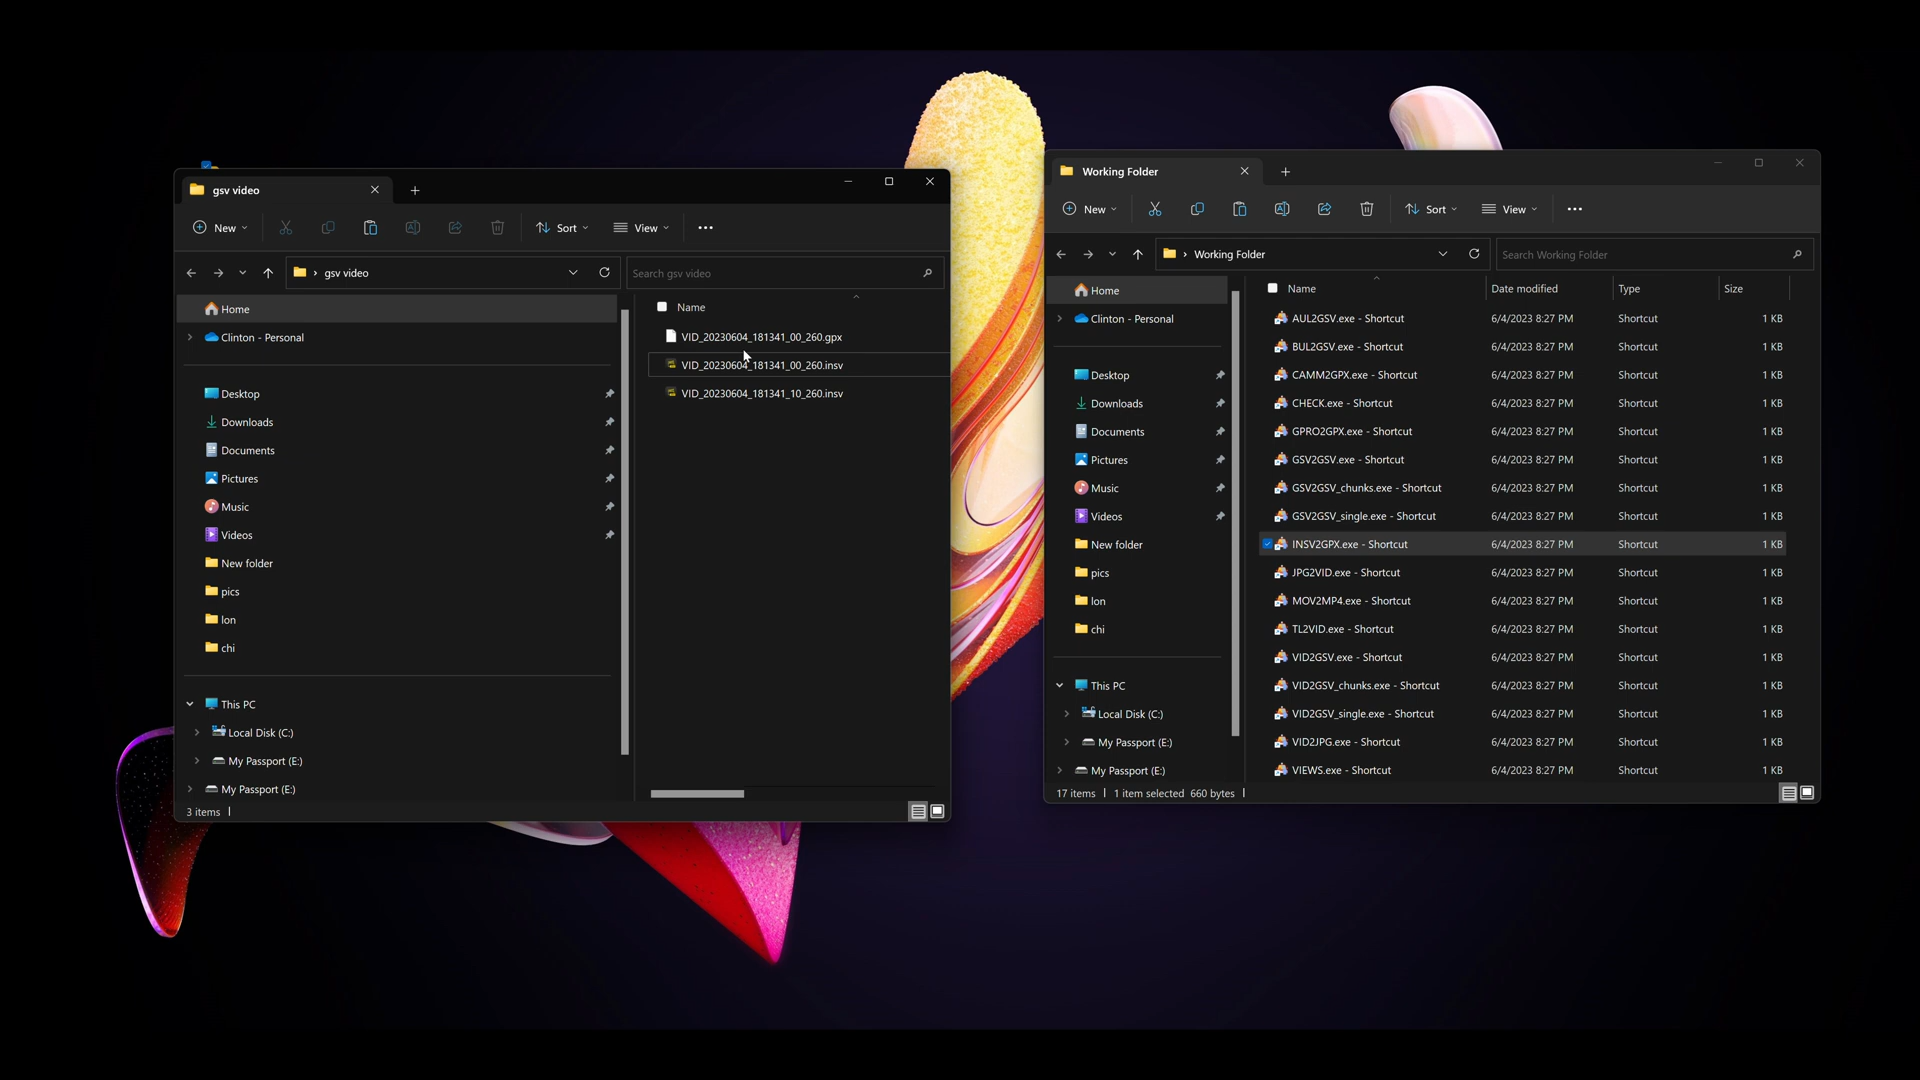 gsv video
New
Sort
View
gsv video
Search gsv video
Home
Clinton - Personal
Desktop
Downloads
Documents
Pictures
Music
Videos
New folder
pics
lon
chi
This PC
Local Disk (C:)
My Passport (E:)
My Passport (E:)
Name
VID_20230604_181341_00_260.gpx
VID_20230604_181341_00_260.insv
VID_20230604_181341_10_260.insv
3 items
Working Folder
New
Sort
View
Working Folder
Search Working Folder
Home
Clinton - Personal
Desktop
Downloads
Documents
Pictures
Music
Videos
New folder
pics
lon
chi
This PC
Local Disk (C:)
My Passport (E:)
My Passport (E:)
Name Date modified Type Size
AUL2GSV.exe - Shortcut 6/4/2023 8:27 PM Shortcut 1 KB
BUL2GSV.exe - Shortcut 6/4/2023 8:27 PM Shortcut 1 KB
CAMM2GPX.exe - Shortcut 6/4/2023 8:27 PM Shortcut 1 KB
CHECK.exe - Shortcut 6/4/2023 8:27 PM Shortcut 1 KB
GPRO2GPX.exe - Shortcut 6/4/2023 8:27 PM Shortcut 1 KB
GSV2GSV.exe - Shortcut 6/4/2023 8:27 PM Shortcut 1 KB
GSV2GSV_chunks.exe - Shortcut 6/4/2023 8:27 PM Shortcut 1 KB
GSV2GSV_single.exe - Shortcut 6/4/2023 8:27 PM Shortcut 1 KB
INSV2GPX.exe - Shortcut 6/4/2023 8:27 PM Shortcut 1 KB
JPG2VID.exe - Shortcut 6/4/2023 8:27 PM Shortcut 1 KB
MOV2MP4.exe - Shortcut 6/4/2023 8:27 PM Shortcut 1 KB
TL2VID.exe - Shortcut 6/4/2023 8:27 PM Shortcut 1 KB
VID2GSV.exe - Shortcut 6/4/2023 8:27 PM Shortcut 1 KB
VID2GSV_chunks.exe - Shortcut 6/4/2023 8:27 PM Shortcut 1 KB
VID2GSV_single.exe - Shortcut 6/4/2023 8:27 PM Shortcut 1 KB
VID2JPG.exe - Shortcut 6/4/2023 8:27 PM Shortcut 1 KB
VIEWS.exe - Shortcut 6/4/2023 8:27 PM Shortcut 1 KB
17 items 1 item selected 660 bytes